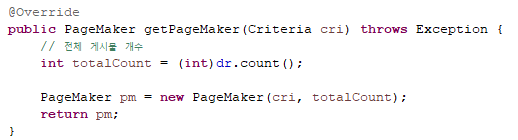 @Override
public PageMaker getPageMaker(Criteria cri) throws Exception {
// 전체 게시물 개수
int totalCount = (int)dr.count();
PageMaker pm = new PageMaker(cri, totalCount);
return pm;
}